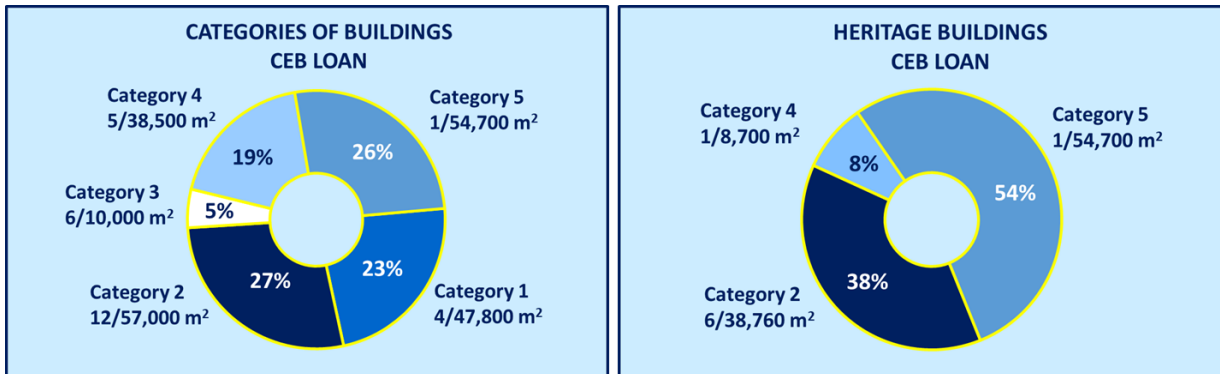 CATEGORIES OF BUILDINGS
CEB LOAN
Category 4
5/38,500 m²
Category 5
1/54,700 m²
19%
26%
Category 3
6/10,000 m²
5%
27%
23%
Category 2
12/57,000 m²
Category 1
4/47,800 m²
HERITAGE BUILDINGS
CEB LOAN
Category 4
1/8,700 m²
Category 5
1/54,700 m²
8%
54%
38%
Category 2
6/38,760 m²